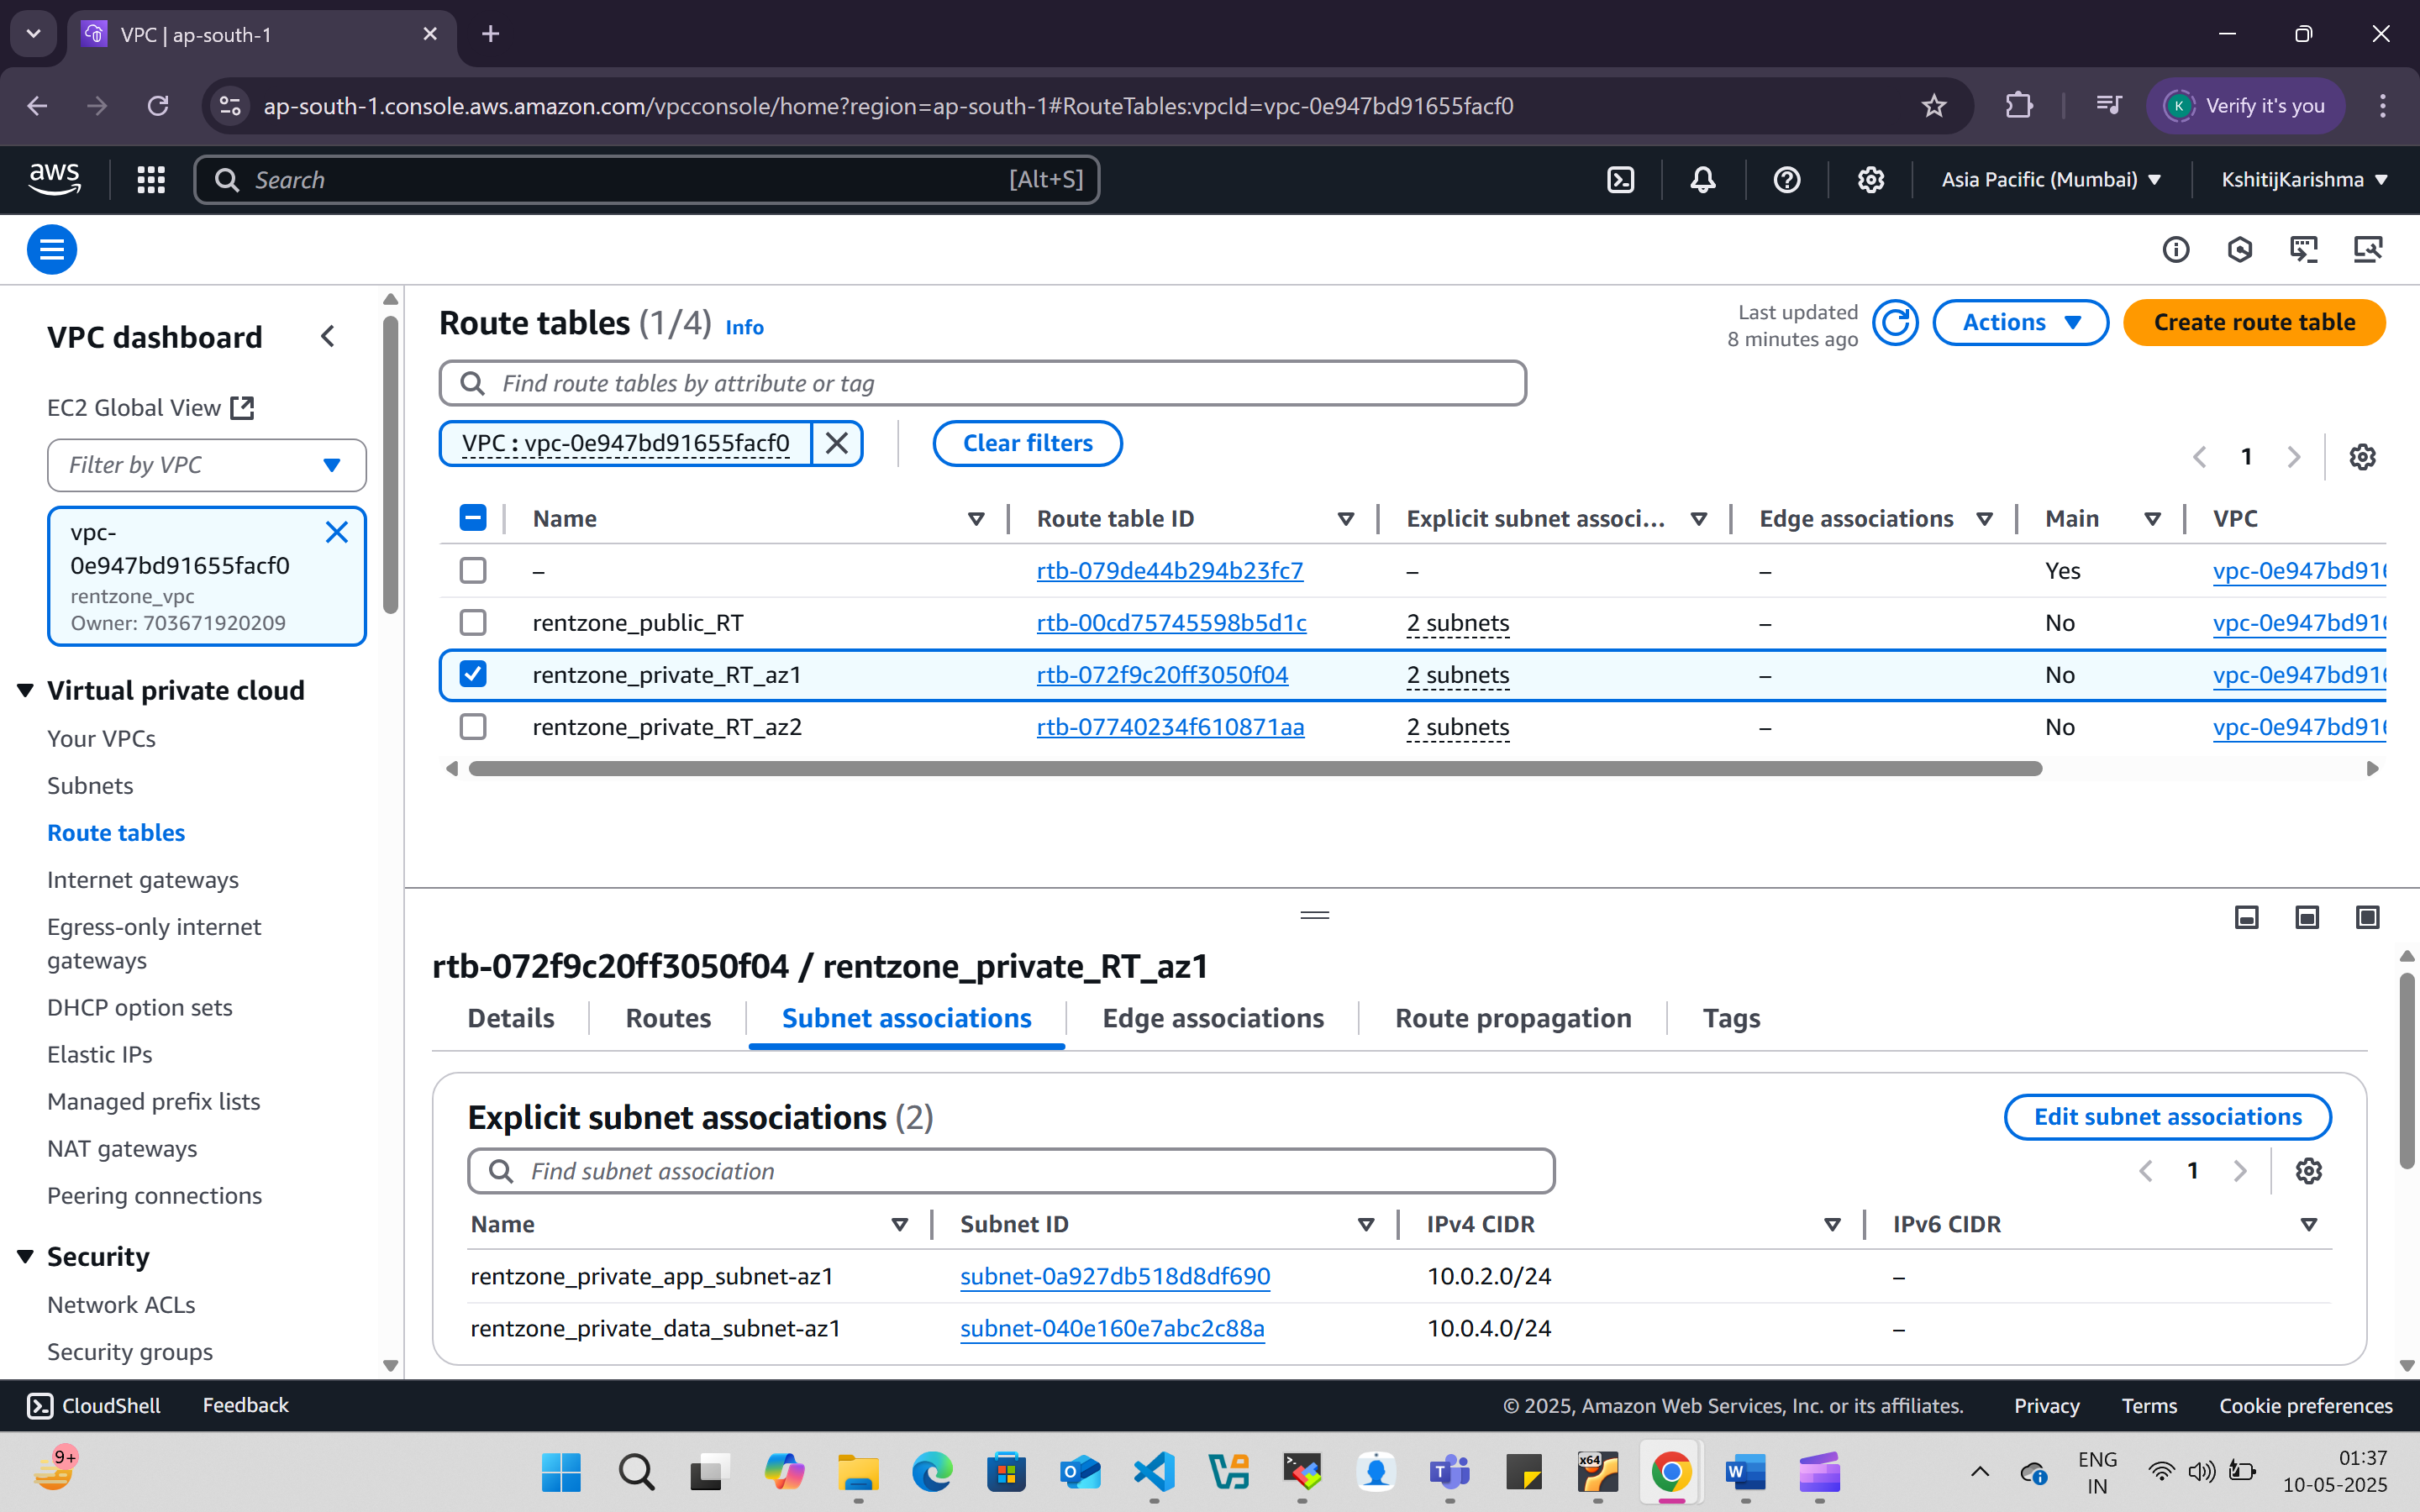 VPC | ap-south-1
ap-south-1.console.aws.amazon.com/vpcconsole/home?region=ap-south-1#RouteTables:vpcId=vpc-0e947bd91655facf0
K
Verify it's you
aws
Search
[Alt+S]
Asia Pacific (Mumbai)
KshitijKarishma
VPC dashboard
EC2 Global View
Filter by VPC
vpc-
0e947bd91655facf0
rentzone_vpc
Owner: 703671920209
Virtual private cloud
Your VPCs
Subnets
Route tables
Internet gateways
Egress-only internet
gateways
DHCP option sets
Elastic IPs
Managed prefix lists
NAT gateways
Peering connections
Security
Network ACLs
Security groups
Route tables (1/4) Info
Last updated
8 minutes ago
Actions
Create route table
Find route tables by attribute or tag
VPC : vpc-0e947bd91655facf0
Clear filters
1
Name Route table ID Explicit subnet associ... Edge associations Main VPC
– rtb-079de44b294b23fc7 – – Yes vpc-0e947bd916
rentzone_public_RT rtb-00cd75745598b5d1c 2 subnets – No vpc-0e947bd916
rentzone_private_RT_az1 rtb-072f9c20ff3050f04 2 subnets – No vpc-0e947bd916
rentzone_private_RT_az2 rtb-07740234f610871aa 2 subnets – No vpc-0e947bd916
rtb-072f9c20ff3050f04 / rentzone_private_RT_az1
Details Routes Subnet associations Edge associations Route propagation Tags
Explicit subnet associations (2)
Edit subnet associations
Find subnet association
1
Name Subnet ID IPv4 CIDR IPv6 CIDR
rentzone_private_app_subnet-az1 subnet-0a927db518d8df690 10.0.2.0/24 –
rentzone_private_data_subnet-az1 subnet-040e160e7abc2c88a 10.0.4.0/24 –
CloudShell Feedback
© 2025, Amazon Web Services, Inc. or its affiliates. Privacy Terms Cookie preferences
9+
x64
ENG
IN
01:37
10-05-2025